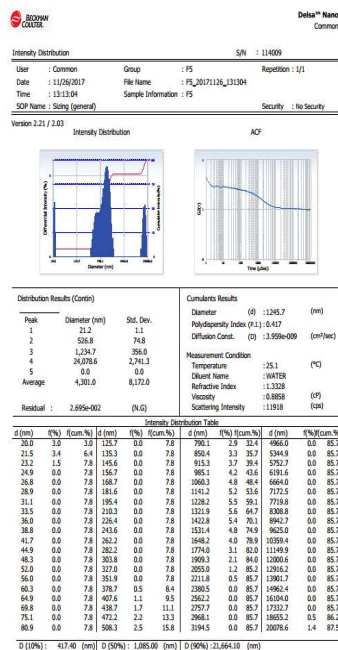 BECKMAN
COULTER.
Delsa™ Nano
Common
Intensity Distribution S/N : 114009
User : Common Group : F5 Repetition : 1/1
Date : 11/26/2017 File Name : F5_20171126_131304
Time : 13:13:04 Sample Information : F5
SOP Name : Sizing (general) Security : No Security
Version 2.21 / 2.03
Intensity Distribution ACF
Differential Intensity (%)
Cumulative Intensity (%)
Diameter (nm)
G2(T)
Time (µsec)
Distribution Results (Contin) Cumulants Results
Peak Diameter (nm) Std. Dev.
1 21.2 1.1
2 526.8 74.8
3 1,234.7 356.0
4 24,078.6 2,741.3
5 0.0 0.0
Average 4,301.0 8,172.0
Residual : 2.695e-002 (N.G)
Diameter (d) : 1245.7 (nm)
Polydispersity Index (P.I.) : 0.417
Diffusion Const. (D) : 3.959e-009 (cm²/sec)
Measurement Condition
Temperature : 25.1 (°C)
Diluent Name : WATER
Refractive Index : 1.3328
Viscosity : 0.8858 (cP)
Scattering Intensity : 11918 (cps)
Intensity Distribution Table
d (nm) f(%) f(cum.%) d (nm) f(%) f(cum.%) d (nm) f(%) f(cum.%) d (nm) f(%) f(cum.%)
20.0 3.0 3.0 125.7 0.0 7.8 790.1 2.9 32.4 4966.0 0.0 85.7
21.5 3.4 6.4 135.3 0.0 7.8 850.4 3.3 35.7 5344.9 0.0 85.7
23.2 1.5 7.8 145.6 0.0 7.8 915.3 3.7 39.4 5752.7 0.0 85.7
24.9 0.0 7.8 156.7 0.0 7.8 985.1 4.2 43.6 6191.6 0.0 85.7
26.8 0.0 7.8 168.7 0.0 7.8 1060.3 4.8 48.4 6664.0 0.0 85.7
28.9 0.0 7.8 181.6 0.0 7.8 1141.2 5.2 53.6 7172.5 0.0 85.7
31.1 0.0 7.8 195.4 0.0 7.8 1228.2 5.5 59.1 7719.8 0.0 85.7
33.5 0.0 7.8 210.3 0.0 7.8 1321.9 5.6 64.7 8308.8 0.0 85.7
36.0 0.0 7.8 226.4 0.0 7.8 1422.8 5.4 70.1 8942.7 0.0 85.7
38.8 0.0 7.8 243.6 0.0 7.8 1531.4 4.8 74.9 9625.0 0.0 85.7
41.7 0.0 7.8 262.2 0.0 7.8 1648.2 4.0 78.9 10359.4 0.0 85.7
44.9 0.0 7.8 282.2 0.0 7.8 1774.0 3.1 82.0 11149.9 0.0 85.7
48.3 0.0 7.8 303.8 0.0 7.8 1909.3 2.1 84.0 12000.6 0.0 85.7
52.0 0.0 7.8 327.0 0.0 7.8 2055.0 1.2 85.2 12916.2 0.0 85.7
56.0 0.0 7.8 351.9 0.0 7.8 2211.8 0.5 85.7 13901.7 0.0 85.7
60.3 0.0 7.8 378.7 0.5 8.4 2380.5 0.0 85.7 14962.4 0.0 85.7
64.9 0.0 7.8 407.6 1.1 9.5 2562.2 0.0 85.7 16104.0 0.0 85.7
69.8 0.0 7.8 438.7 1.7 11.1 2757.7 0.0 85.7 17332.7 0.0 85.7
75.1 0.0 7.8 472.2 2.2 13.3 2968.1 0.0 85.7 18655.2 0.5 86.2
80.9 0.0 7.8 508.3 2.5 15.8 3194.5 0.0 85.7 20078.6 1.4 87.5
D (10%) : 417.40 (nm) D (50%) : 1,085.00 (nm) D (90%) : 21,664.10 (nm)